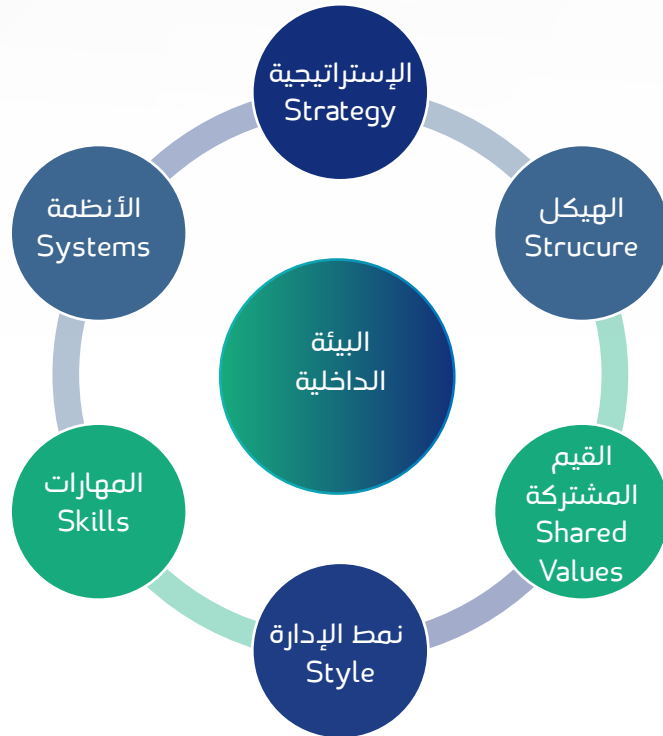 الإستراتيجية
Strategy
الهيكل
Strucure
القيم
المشتركة
Shared
Values
نمط الإدارة
Style
المهارات
Skills
الأنظمة
Systems
البيئة
الداخلية